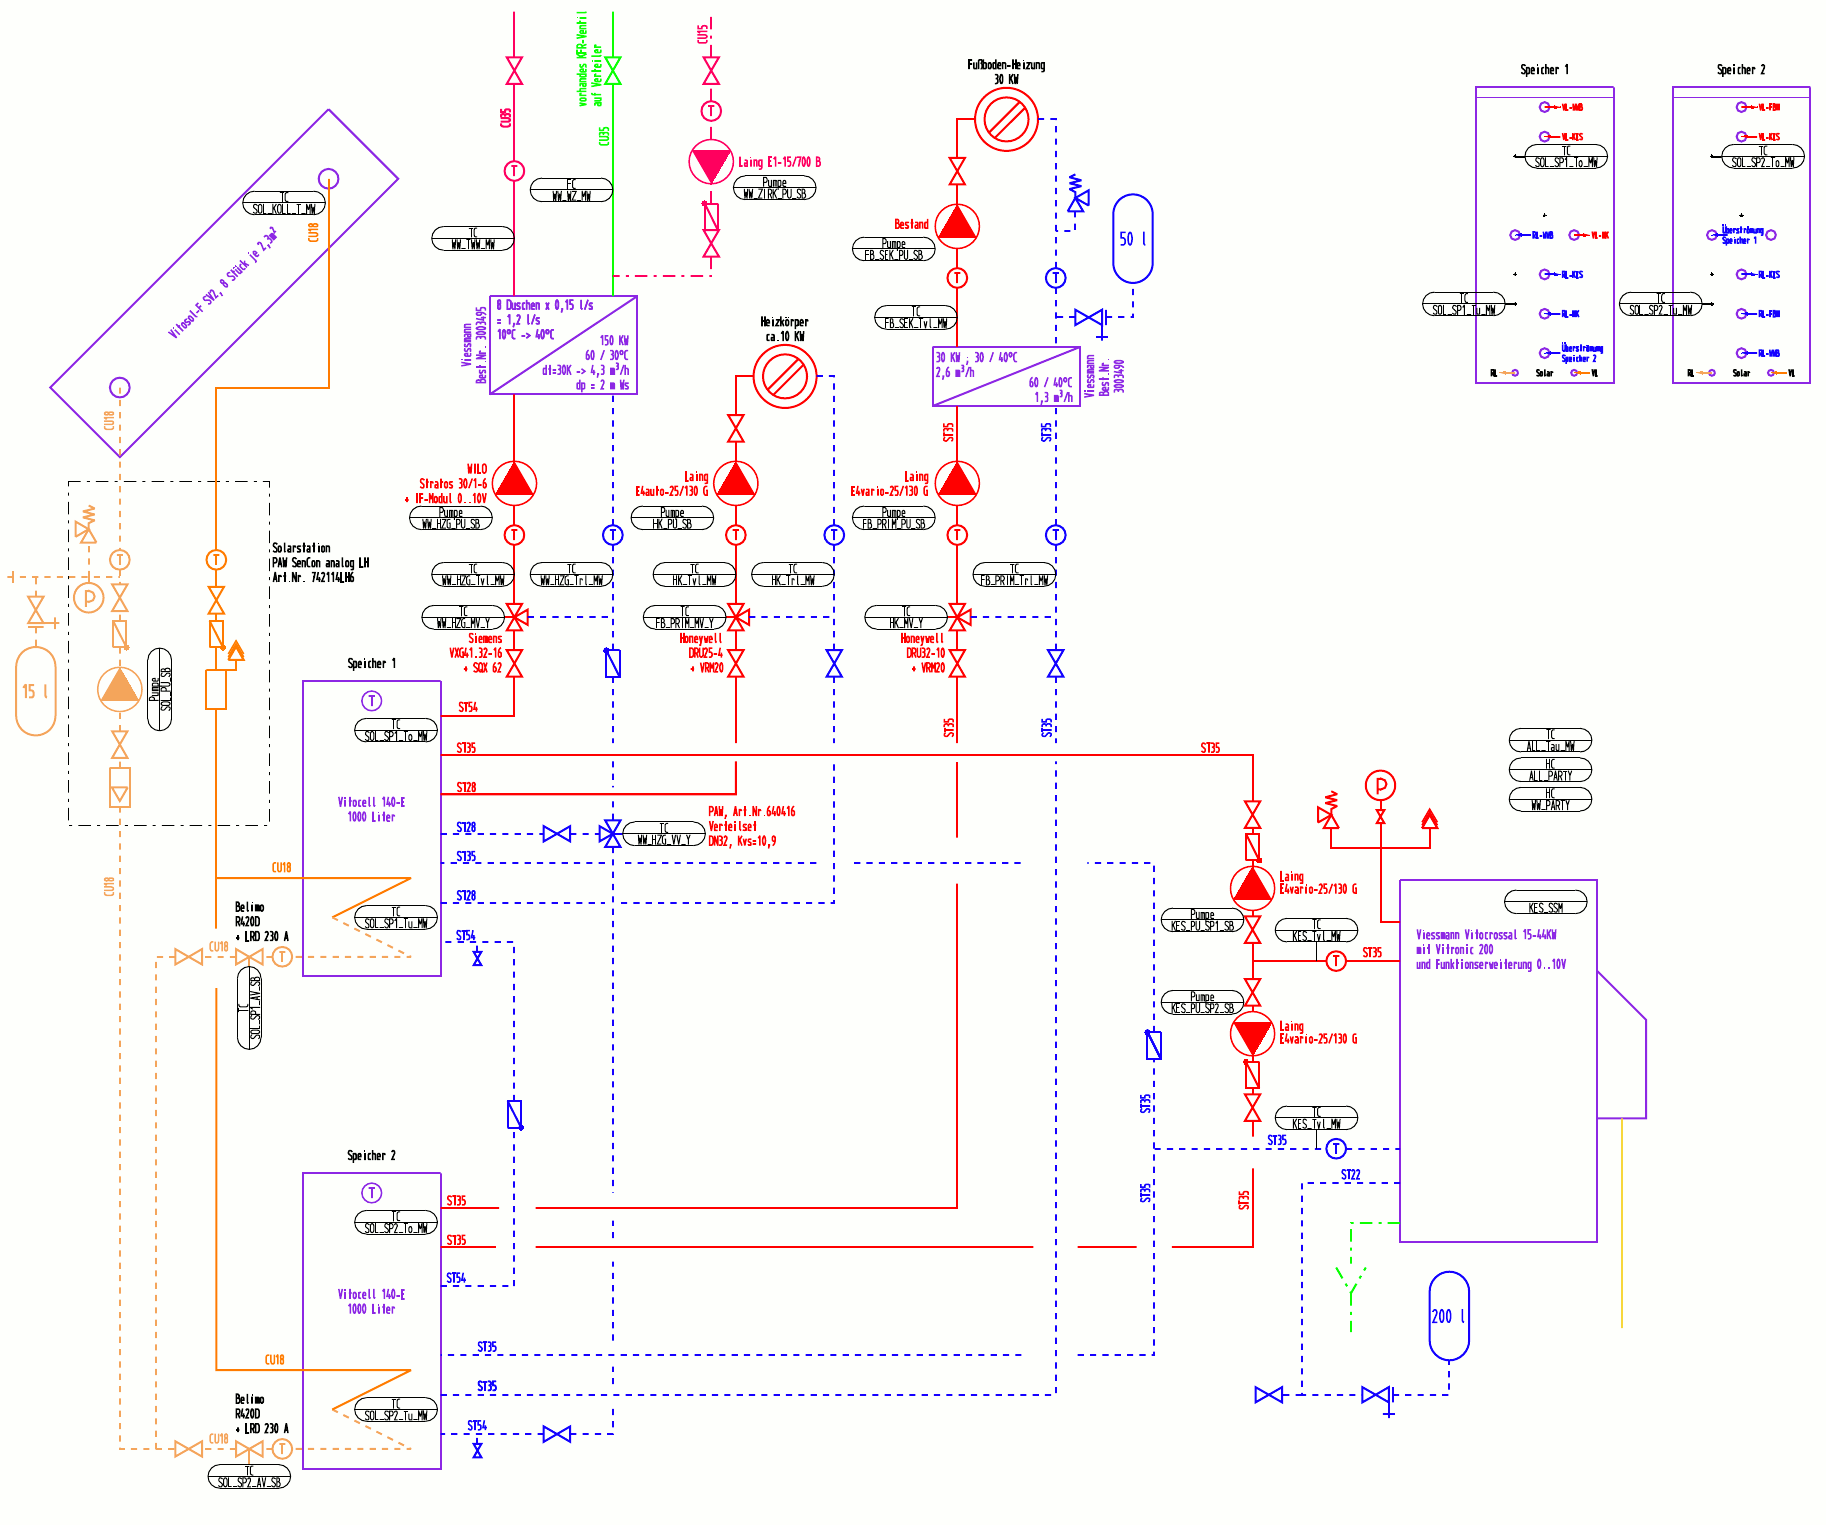 CU35
vorhandes KFR-Ventil
auf Verteiler
CU35
CU15
Laing E1-15/700 B
Pumpe
WW_ZIRK_PU_SB
FC
WW_WZ_MW
TC
WW_TWW_MW
TC
SOL_KOLL_T_MW
CU18
Vitosol-F SV2, 8 Stück je 2,3m²
CU18
Fußboden-Heizung
30 KW
Bestand
Pumpe
FB_SEK_PU_SB
TC
FB_SEK_Tvl_MW
50 l
Speicher 1
VL-WWB
VL-KES
TC
SOL_SP1_To_MW
RL-WWB
VL-HK
RL-KES
TC
SOL_SP1_Tu_MW
RL-HK
Überströmung
Speicher 2
RL
Solar
VL
Speicher 2
VL-FBH
VL-KES
TC
SOL_SP2_To_MW
Überströmung
Speicher 1
RL-KES
TC
SOL_SP2_Tu_MW
RL-FBH
RL-WWB
RL
Solar
VL
Viessmann
Best.Nr. 3003495
8 Duschen x 0,15 l/s
= 1,2 l/s
10°C -> 40°C
150 KW
60 / 30°C
dt=30K -> 4,3 m³/h
dp = 2 m Ws
Heizkörper
ca.10 KW
30 KW ; 30 / 40°C
2,6 m³/h
60 / 40°C
1,3 m³/h
Viessmann
Best.Nr.
3003490
ST35
ST35
WILO
Stratos 30/1-6
+ IF-Modul 0..10V
Pumpe
WW_HZG_PU_SB
Laing
E4auto-25/130 G
Pumpe
HK_PU_SB
Laing
E4vario-25/130 G
Pumpe
FB_PRIM_PU_SB
T
T
T
T
T
T
Solarstation
PAW SenCon analog LH
Art.Nr. 742114LH6
TC
WW_HZG_Tvl_MW
TC
WW_HZG_Trl_MW
TC
HK_Tvl_MW
TC
HK_Trl_MW
TC
FB_PRIM_Trl_MW
TC
WW_HZG_MV_Y
TC
FB_PRIM_MV_Y
TC
HK_MV_Y
Siemens
VXG41.32-16
+ SQX 62
Honeywell
DRU25-4
+ VRM20
Honeywell
DRU32-10
+ VRM20
P
15 l
Pumpe
SOL_PU_SB
Speicher 1
T
TC
SOL_SP1_To_MW
Vitocell 140-E
1000 Liter
ST54
ST35
ST28
ST28
ST35
ST28
ST54
ST35
ST35
ST35
TC
WW_HZG_VV_Y
PAW, Art.Nr.640416
Verteilset
DN32, Kvs=10,9
CU18
CU18
TC
SOL_SP1_Tu_MW
Belimo
R420D
+ LRD 230 A
CU18
T
TC
SOL_SP1_AV_SB
TC
ALL_Tau_MW
HC
ALL_PARTY
HC
WW_PARTY
P
Laing
E4vario-25/130 G
Pumpe
KES_PU_SP1_SB
TC
KES_Tvl_MW
T
ST35
KES_SSM
Viessmann Vitocrossal 15-44KW
mit Vitronic 200
und Funktionserweiterung 0..10V
Pumpe
KES_PU_SP2_SB
Laing
E4vario-25/130 G
TC
KES_Tvl_MW
ST35
ST35
T
ST22
ST35
ST35
200 l
Speicher 2
T
TC
SOL_SP2_To_MW
Vitocell 140-E
1000 Liter
ST35
ST35
ST54
ST35
ST35
ST54
CU18
TC
SOL_SP2_Tu_MW
Belimo
R420D
+ LRD 230 A
CU18
T
TC
SOL_SP2_AV_SB